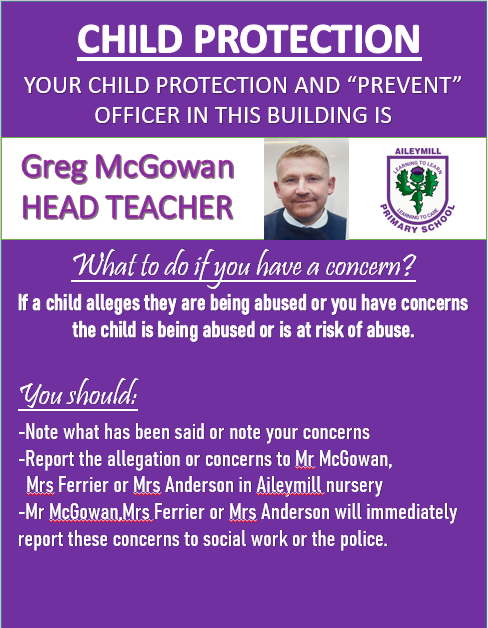 CHILD PROTECTION
YOUR CHILD PROTECTION AND “PREVENT”
OFFICER IN THIS BUILDING IS
Greg McGowan
HEAD TEACHER
AILEYMILL
LEARNING TO LEARN
LEARNING TO CARE
PRIMARY SCHOOL
What to do if you have a concern?
If a child alleges they are being abused or you have concerns
the child is being abused or is at risk of abuse.
You should:
-Note what has been said or note your concerns
-Report the allegation or concerns to Mr McGowan,
Mrs Ferrier or Mrs Anderson in Aileymill nursery
-Mr McGowan,Mrs Ferrier or Mrs Anderson will immediately
report these concerns to social work or the police.